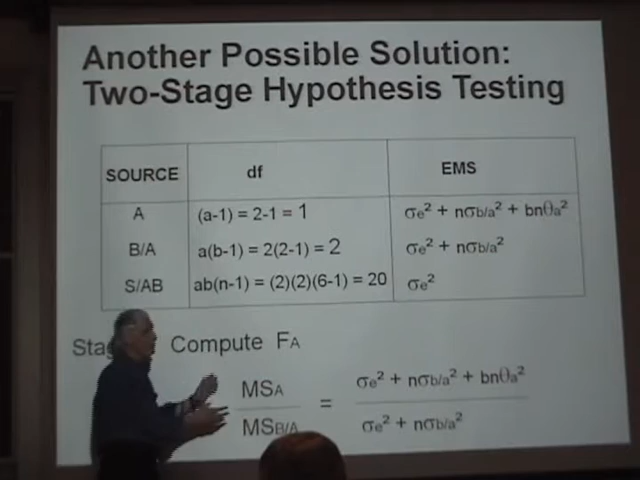 Another Possible Solution:
Two-Stage Hypothesis Testing
SOURCE df EMS
A (a-1) = 2-1 = 1 σe² + nσb/a² + bnθa²
B/A a(b-1) = 2(2-1) = 2 σe² + nσb/a²
S/AB ab(n-1) = (2)(2)(6-1) = 20 σe²
Compute FA
MSA σe² + nσb/a² + bnθa²
=
MSB/A σe² + nσb/a²